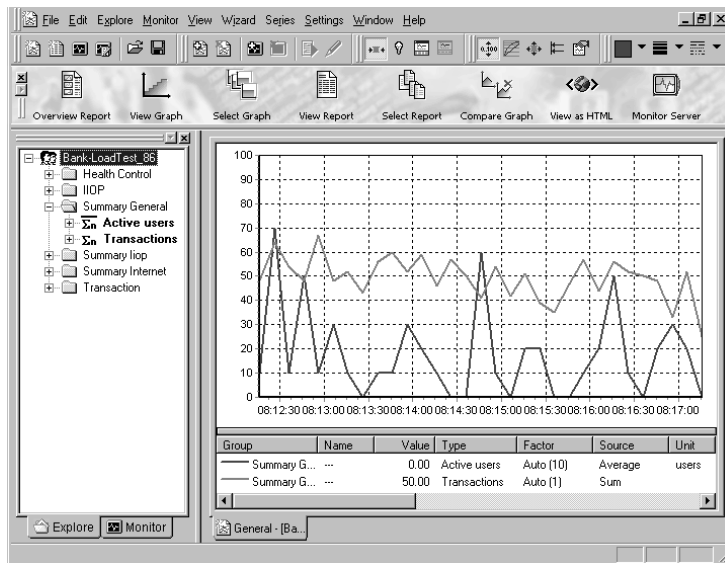 File Edit Explore Monitor View Wizard Series Settings Window Help
0,100
Overview Report View Graph Select Graph View Report Select Report Compare Graph View as HTML Monitor Server
Bank-LoadTest_86
Health Control
IIOP
Summary General
Σn Active users
Σn Transactions
Summary Iiop
Summary Internet
Transaction
100
90
80
70
60
50
40
30
20
10
0
08:12:30 08:13:00 08:13:30 08:14:00 08:14:30 08:15:00 08:15:30 08:16:00 08:16:30 08:17:00
Group Name Value Type Factor Source Unit
Summary G... --- 0.00 Active users Auto (10) Average users
Summary G... --- 50.00 Transactions Auto (1) Sum
Explore Monitor
General - [Ba...